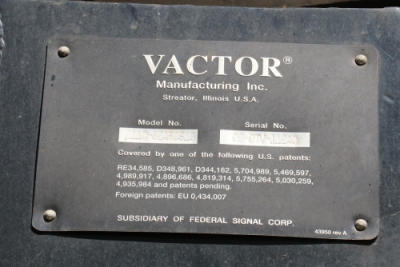 VACTOR®
Manufacturing Inc.
Streator, Illinois U.S.A.
Model No. Serial No.
Covered by one of the following U.S. patents:
RE34,585, D348,961, D344,162, 5,704,989, 5,469,597,
4,989,917, 4,896,686, 4,819,314, 5,755,264, 5,030,259,
4,935,984 and patents pending.
Foreign patents: EU 0,434,007
SUBSIDIARY OF FEDERAL SIGNAL CORP.
43950 rev A